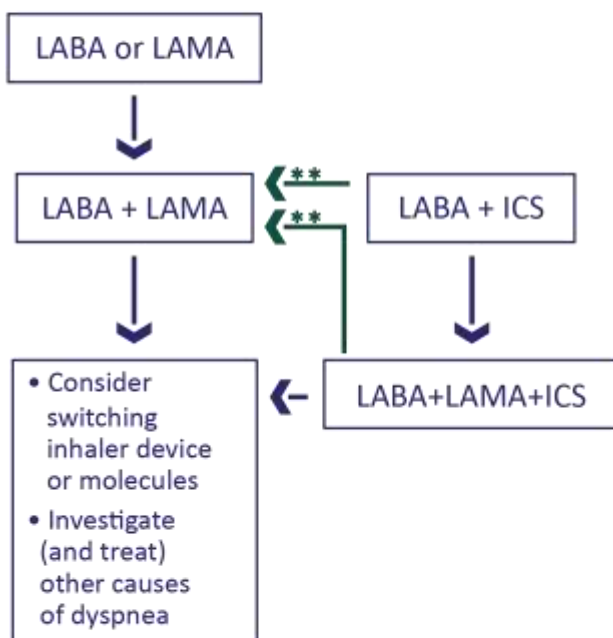 LABA or LAMA
LABA + LAMA
**
**
LABA + ICS
LABA+LAMA+ICS
• Consider
switching
inhaler device
or molecules
• Investigate
(and treat)
other causes
of dyspnea